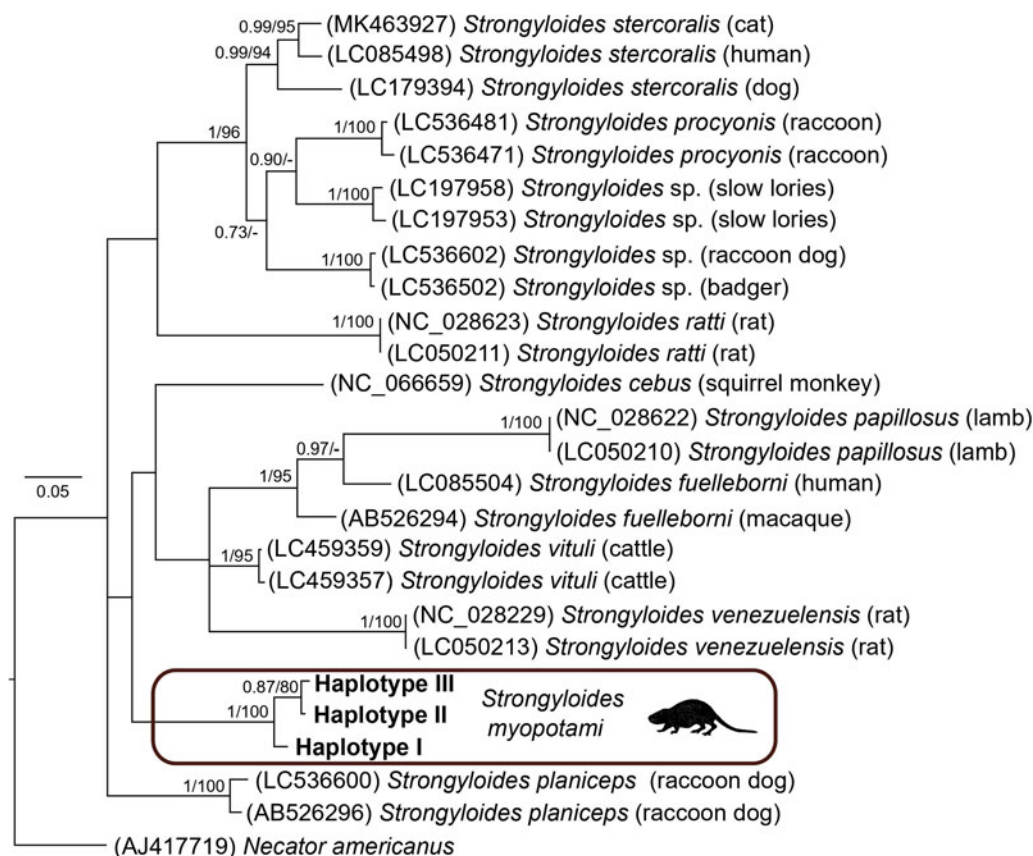 0.99/95
(MK463927) Strongyloides stercoralis (cat)
0.99/94
(LC085498) Strongyloides stercoralis (human)
(LC179394) Strongyloides stercoralis (dog)
1/96
1/100
(LC536481) Strongyloides procyonis (raccoon)
0.90/-
(LC536471) Strongyloides procyonis (raccoon)
1/100
(LC197958) Strongyloides sp. (slow lories)
(LC197953) Strongyloides sp. (slow lories)
0.73/-
1/100
(LC536602) Strongyloides sp. (raccoon dog)
(LC536502) Strongyloides sp. (badger)
1/100
(NC_028623) Strongyloides ratti (rat)
(LC050211) Strongyloides ratti (rat)
(NC_066659) Strongyloides cebus (squirrel monkey)
1/100
(NC_028622) Strongyloides papillosus (lamb)
0.97/-
(LC050210) Strongyloides papillosus (lamb)
1/95
(LC085504) Strongyloides fuelleborni (human)
0.05
(AB526294) Strongyloides fuelleborni (macaque)
1/95
(LC459359) Strongyloides vituli (cattle)
(LC459357) Strongyloides vituli (cattle)
(NC_028229) Strongyloides venezuelensis (rat)
1/100
(LC050213) Strongyloides venezuelensis (rat)
0.87/80
Haplotype III
Strongyloides
1/100
Haplotype II
myopotami
Haplotype I
1/100
(LC536600) Strongyloides planiceps (raccoon dog)
(AB526296) Strongyloides planiceps (raccoon dog)
(AJ417719) Necator americanus